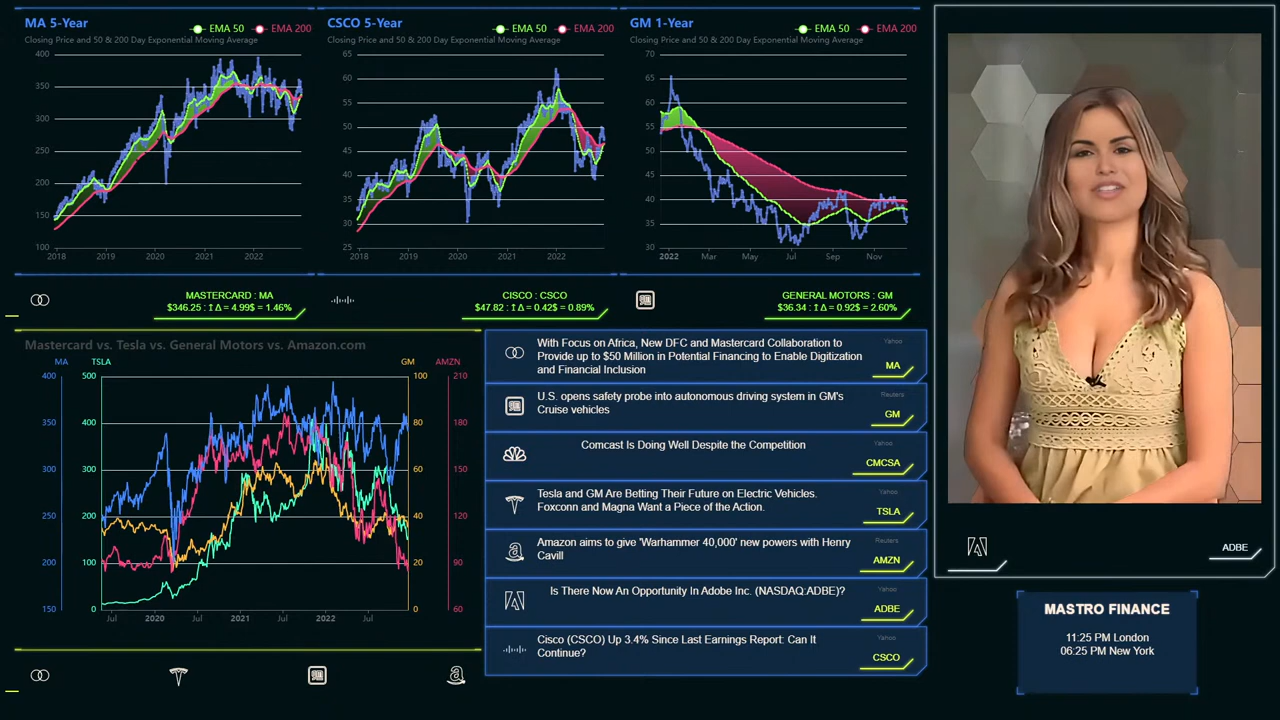 MA 5-Year
EMA 50
EMA 200
Closing Price and 50 & 200 Day Exponential Moving Average
400
350
300
250
200
150
100
2018
2019
2020
2021
2022
CSCO 5-Year
EMA 50
EMA 200
Closing Price and 50 & 200 Day Exponential Moving Average
65
60
55
50
45
40
35
30
25
2018
2019
2020
2021
2022
GM 1-Year
EMA 50
EMA 200
Closing Price and 50 & 200 Day Exponential Moving Average
70
65
60
55
50
45
40
35
30
2022
Mar
May
Jul
Sep
Nov
MASTERCARD : MA
$346.25 : ↑ Δ = 4.99$ = 1.46%
CISCO : CSCO
$47.82 : ↑ Δ = 0.42$ = 0.89%
GENERAL MOTORS : GM
$36.34 : ↑ Δ = 0.92$ = 2.60%
Mastercard vs. Tesla vs. General Motors vs. Amazon.com
MA
TSLA
GM
AMZN
400
350
300
250
200
150
500
400
300
200
100
0
100
80
60
40
20
0
210
180
150
120
90
60
Jul
2020
Jul
2021
Jul
2022
Jul
With Focus on Africa, New DFC and Mastercard Collaboration to
Provide up to $50 Million in Potential Financing to Enable Digitization
and Financial Inclusion
Yahoo
MA
U.S. opens safety probe into autonomous driving system in GM's
Cruise vehicles
Reuters
GM
Comcast Is Doing Well Despite the Competition
Yahoo
CMCSA
Tesla and GM Are Betting Their Future on Electric Vehicles.
Foxconn and Magna Want a Piece of the Action.
Yahoo
TSLA
Amazon aims to give 'Warhammer 40,000' new powers with Henry
Cavill
Reuters
AMZN
Is There Now An Opportunity In Adobe Inc. (NASDAQ:ADBE)?
Yahoo
ADBE
Cisco (CSCO) Up 3.4% Since Last Earnings Report: Can It
Continue?
Yahoo
CSCO
ADBE
MASTRO FINANCE
11:25 PM London
06:25 PM New York